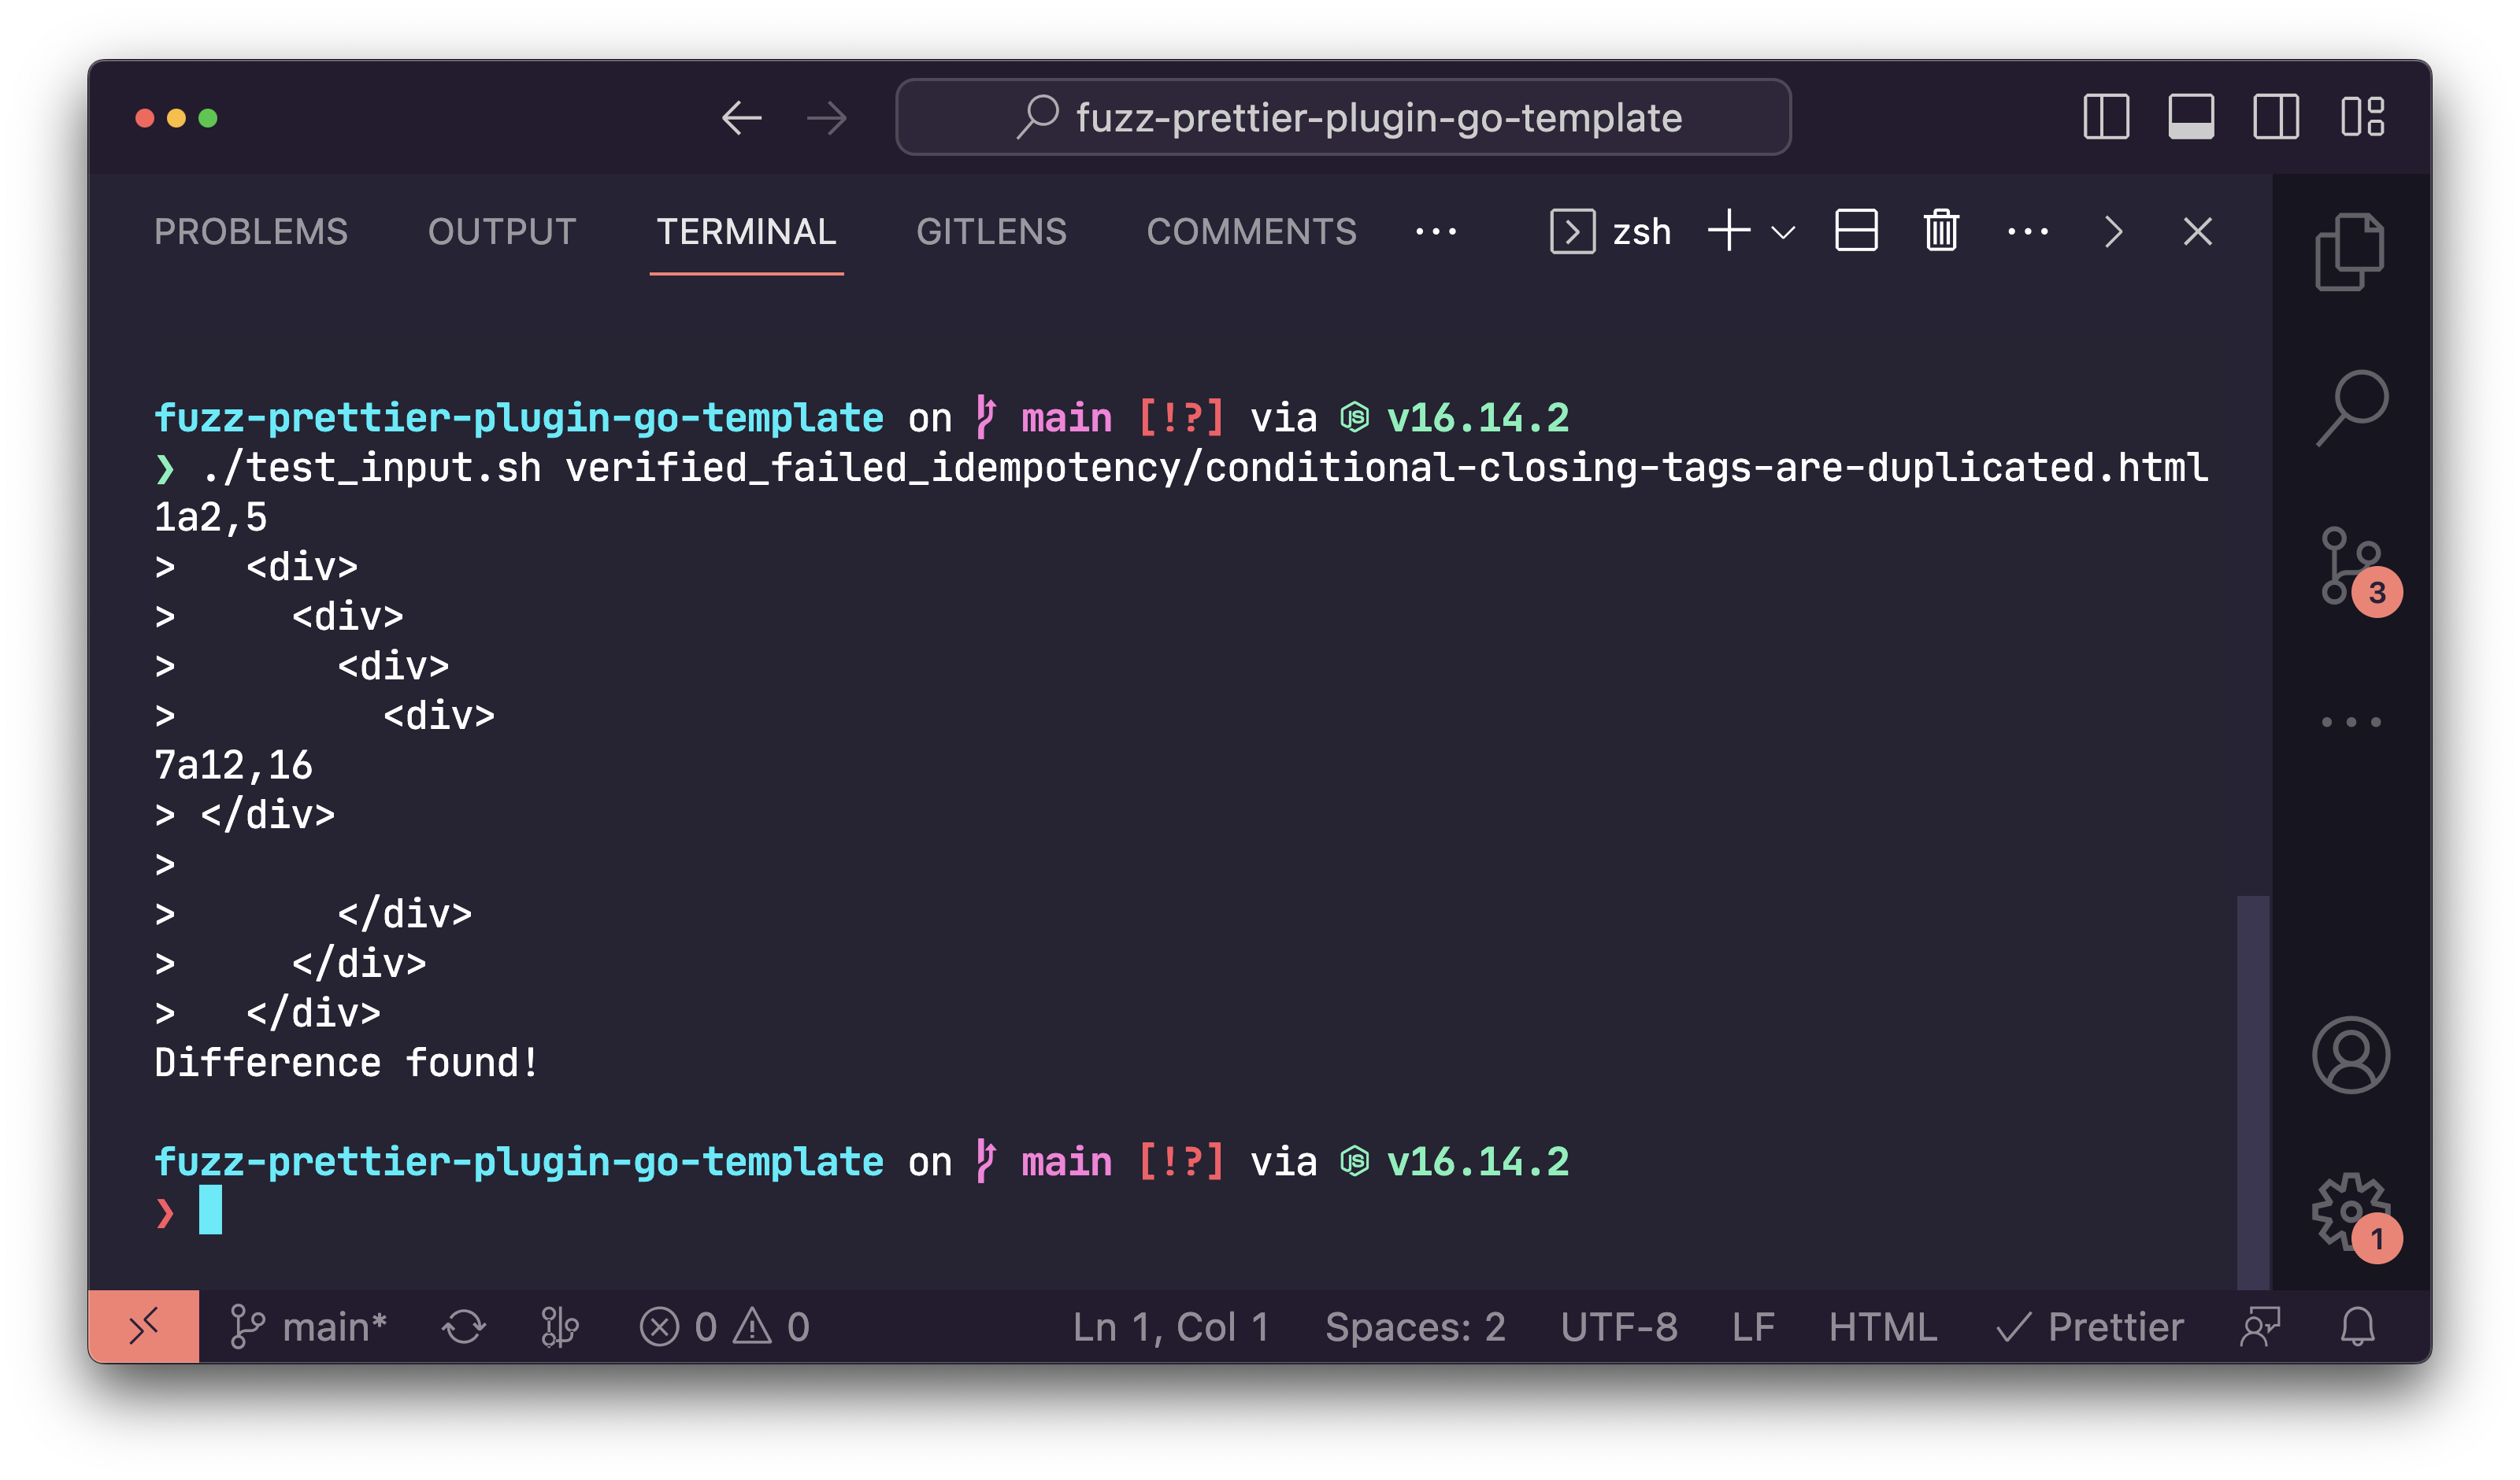 fuzz-prettier-plugin-go-template
PROBLEMS OUTPUT TERMINAL GITLENS COMMENTS ··· zsh
fuzz-prettier-plugin-go-template on main [!?] via v16.14.2
❯ ./test_input.sh verified_failed_idempotency/conditional-closing-tags-are-duplicated.html
1a2,5
>   <div>
>     <div>
>       <div>
>         <div>
7a12,16
> </div>
>
>       </div>
>     </div>
>   </div>
Difference found!
fuzz-prettier-plugin-go-template on main [!?] via v16.14.2
❯
3
1
main* 0 0 Ln 1, Col 1 Spaces: 2 UTF-8 LF HTML Prettier